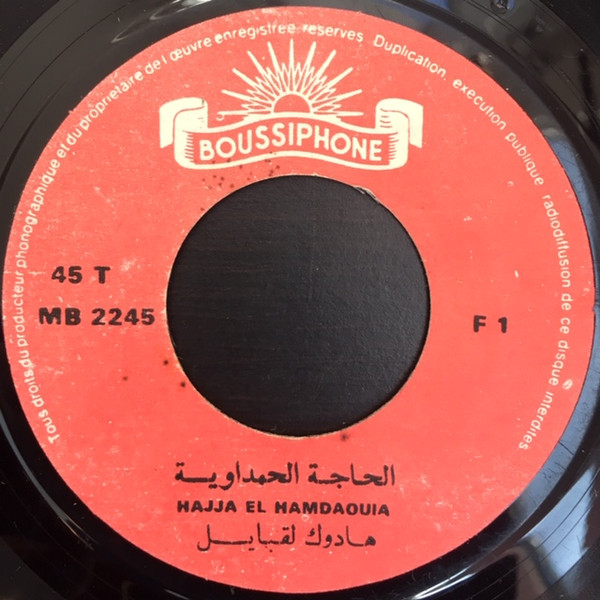 Tous droits du producteur phonographique et du propriétaire de l'œuvre enregistrée réservés Duplication, exécution publique radiodiffusion de ce disque interdites
BOUSSIPHONE
45 T
MB 2245
F 1
الحاجة الحمداوية
HAJJA EL HAMDAOUIA
هادوك لقبايل